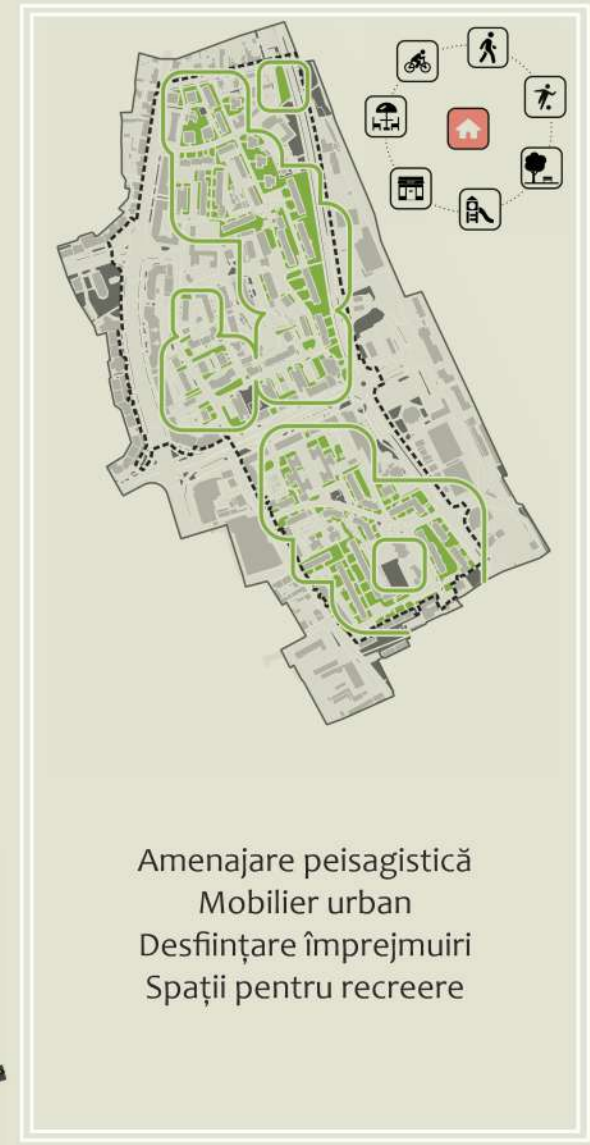 Amenajare peisagistică
Mobilier urban
Desființare împrejmuiri
Spații pentru recreere